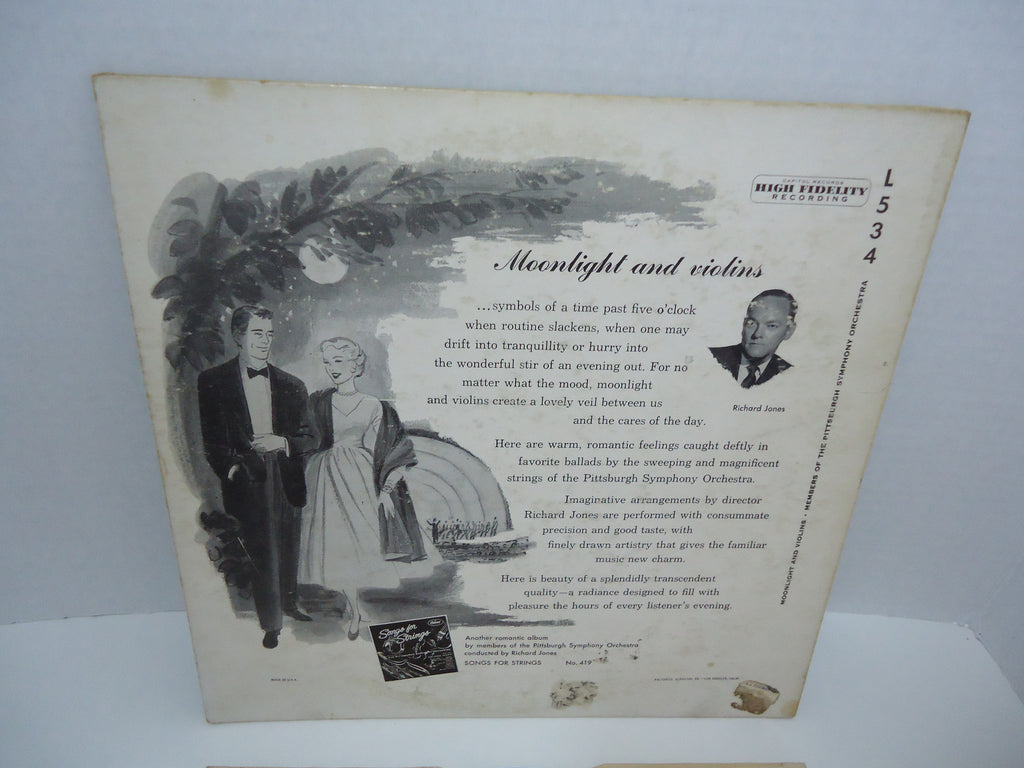 CAPITOL RECORDS
HIGH FIDELITY
RECORDING
L
5
3
4
Moonlight and violins
...symbols of a time past five o'clock
when routine slackens, when one may
drift into tranquillity or hurry into
the wonderful stir of an evening out. For no
matter what the mood, moonlight
and violins create a lovely veil between us
and the cares of the day.
Richard Jones
Here are warm, romantic feelings caught deftly in
favorite ballads by the sweeping and magnificent
strings of the Pittsburgh Symphony Orchestra.
Imaginative arrangements by director
Richard Jones are performed with consummate
precision and good taste, with
finely drawn artistry that gives the familiar
music new charm.
Here is beauty of a splendidly transcendent
quality—a radiance designed to fill with
pleasure the hours of every listener's evening.
MOONLIGHT AND VIOLINS • MEMBERS OF THE PITTSBURGH SYMPHONY ORCHESTRA
Songs for
Strings
Another romantic album
by members of the Pittsburgh Symphony Orchestra
conducted by Richard Jones
SONGS FOR STRINGS No. 419
MADE IN U.S.A.